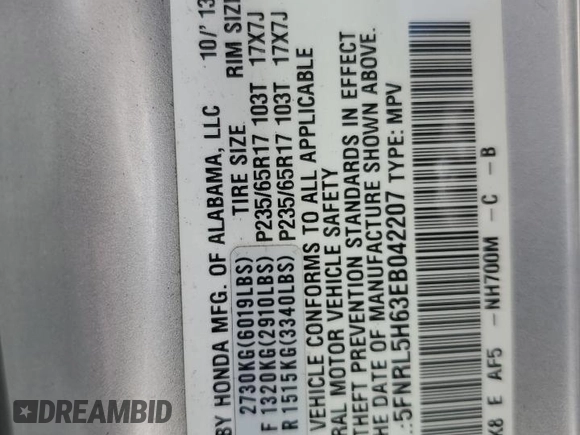 BY HONDA MFG. OF ALABAMA, LLC 10/' 13
TIRE SIZE RIM SIZE
2730KG(6019LBS)
F 1320KG(2910LBS) P235/65R17 103T 17X7J
R 1515KG(3340LBS) P235/65R17 103T 17X7J
VEHICLE CONFORMS TO ALL APPLICABLE
RAL MOTOR VEHICLE SAFETY
THEFT PREVENTION STANDARDS IN EFFECT
THE DATE OF MANUFACTURE SHOWN ABOVE.
.:5FNRL5H63EB042207 TYPE: MPV
K8 E AF5 -NH700M -C -B
DREAMBID